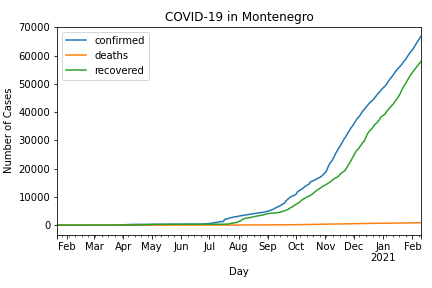 COVID-19 in Montenegro
70000
60000
50000
40000
30000
20000
10000
0
Number of Cases
confirmed
deaths
recovered
Feb Mar Apr May Jun Jul Aug Sep Oct Nov Dec Jan Feb
2021
Day